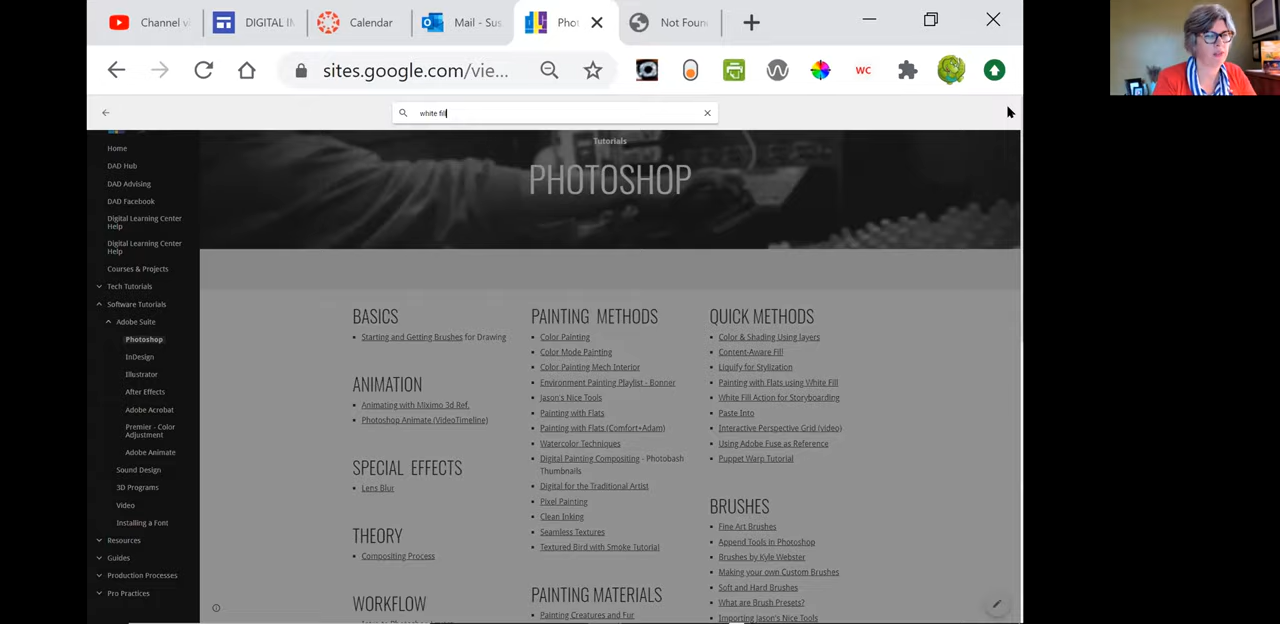 Channel vi
DIGITAL IM
Calendar
Mail - Sus
Phot
Not Foun
sites.google.com/vie...
WC
white fill
Home
DAD Hub
DAD Advising
DAD Facebook
Digital Learning Center
Help
Digital Learning Center
Help
Courses & Projects
Tech Tutorials
Software Tutorials
Adobe Suite
Photoshop
InDesign
Illustrator
After Effects
Adobe Acrobat
Premier - Color
Adjustment
Adobe Animate
Sound Design
3D Programs
Video
Installing a Font
Resources
Guides
Production Processes
Pro Practices
Tutorials
PHOTOSHOP
BASICS
Starting and Getting Brushes for Drawing
ANIMATION
Animating with Miximo 3d Ref.
Photoshop Animate (VideoTimeline)
SPECIAL EFFECTS
Lens Blur
THEORY
Compositing Process
WORKFLOW
PAINTING METHODS
Color Painting
Color Mode Painting
Color Painting Mech Interior
Environment Painting Playlist - Bonner
Jason's Nice Tools
Painting with Flats
Painting with Flats (Comfort+Adam)
Watercolor Techniques
Digital Painting Compositing - Photobash
Thumbnails
Digital for the Traditional Artist
Pixel Painting
Clean Inking
Seamless Textures
Textured Bird with Smoke Tutorial
PAINTING MATERIALS
Painting Creatures and Fur
QUICK METHODS
Color & Shading Using layers
Content-Aware Fill
Liquify for Stylization
Painting with Flats using White Fill
White Fill Action for Storyboarding
Paste Into
Interactive Perspective Grid (video)
Using Adobe Fuse as Reference
Puppet Warp Tutorial
BRUSHES
Fine Art Brushes
Append Tools in Photoshop
Brushes by Kyle Webster
Making your own Custom Brushes
Soft and Hard Brushes
What are Brush Presets?
Importing Jason's Nice Tools